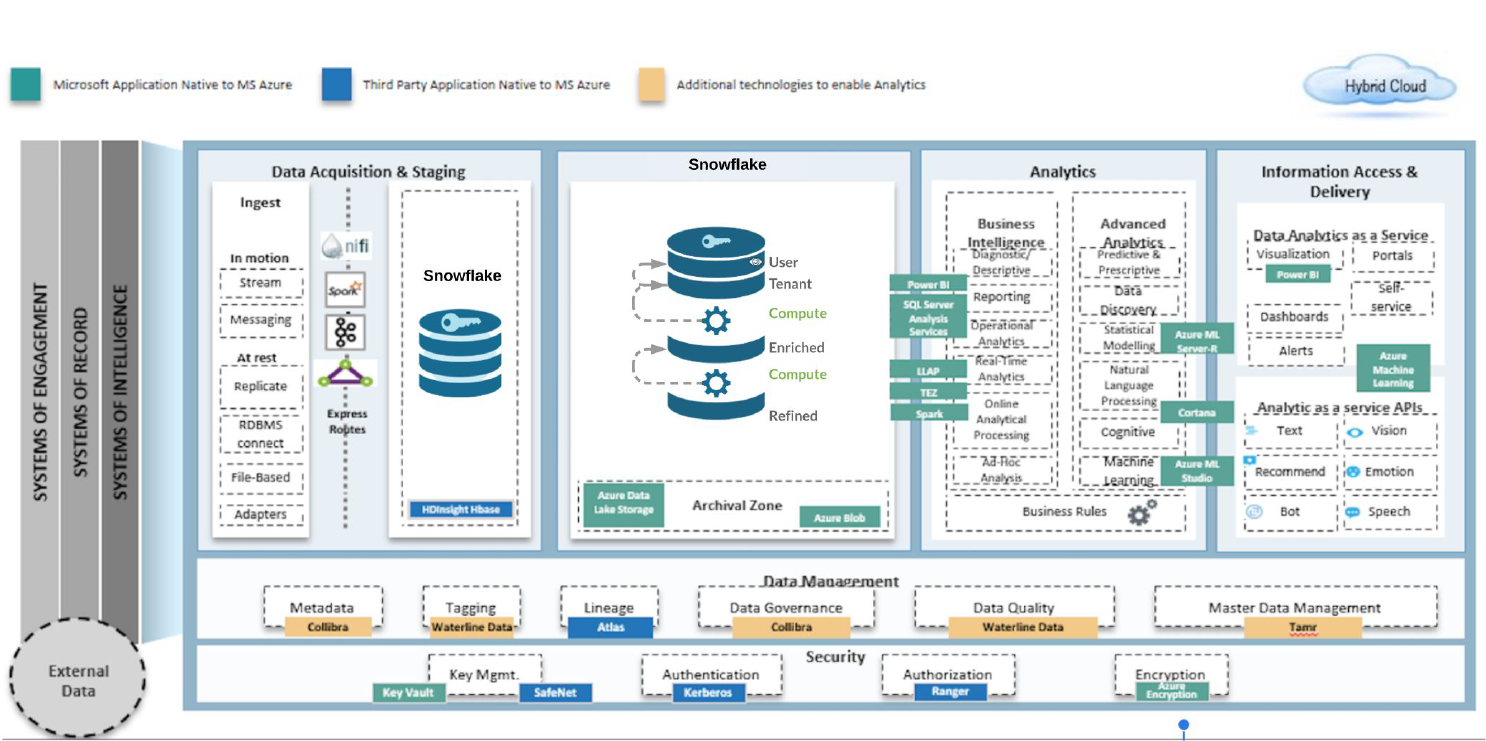 Microsoft Application Native to MS Azure
Third Party Application Native to MS Azure
Additional technologies to enable Analytics
Hybrid Cloud
SYSTEMS OF ENGAGEMENT
SYSTEMS OF RECORD
SYSTEMS OF INTELLIGENCE
External
Data
Data Acquisition & Staging
Ingest
In motion
Stream
Messaging
At rest
Replicate
RDBMS
connect
File-Based
Adapters
nifi
Spark
Express
Routes
Snowflake
HDInsight Hbase
Snowflake
User
Tenant
Compute
Enriched
Compute
Refined
Azure Data
Lake Storage
Archival Zone
Azure Blob
Analytics
Business
Intelligence
Diagnostic/
Descriptive
Reporting
Operational
Analytics
Real-Time
Analytics
Online
Analytical
Processing
Ad-Hoc
Analysis
Power BI
SQL Server
Analysis
Services
LLAP
TEZ
Spark
Advanced
Analytics
Predictive &
Prescriptive
Data
Discovery
Statistical
Modelling
Natural
Language
Processing
Cognitive
Machine
Learning
Azure ML
Server-R
Cortana
Azure ML
Studio
Business Rules
Information Access &
Delivery
Data Analytics as a Service
Visualization
Power BI
Portals
Self-
service
Dashboards
Alerts
Azure
Machine
Learning
Analytic as a service APIs
Text
Vision
Recommend
Emotion
Bot
Speech
Data Management
Metadata
Collibra
Tagging
Waterline Data
Lineage
Atlas
Data Governance
Collibra
Data Quality
Waterline Data
Master Data Management
Tamr
Security
Key Mgmt.
Key Vault
SafeNet
Authentication
Kerberos
Authorization
Ranger
Encryption
Azure
Encryption